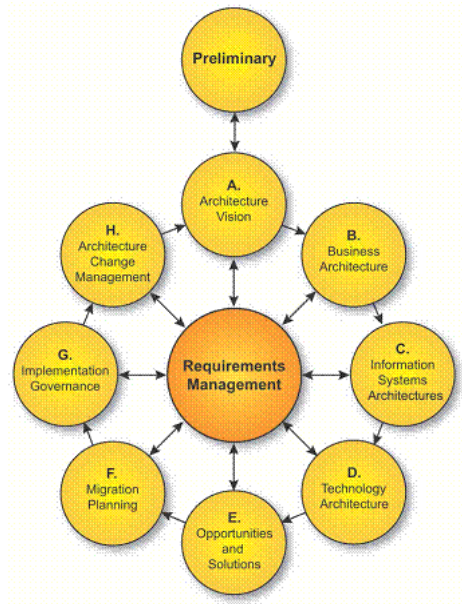 Preliminary
A.
Architecture
Vision
B.
Business
Architecture
C.
Information
Systems
Architectures
D.
Technology
Architecture
E.
Opportunities
and
Solutions
F.
Migration
Planning
G.
Implementation
Governance
H.
Architecture
Change
Management
Requirements
Management